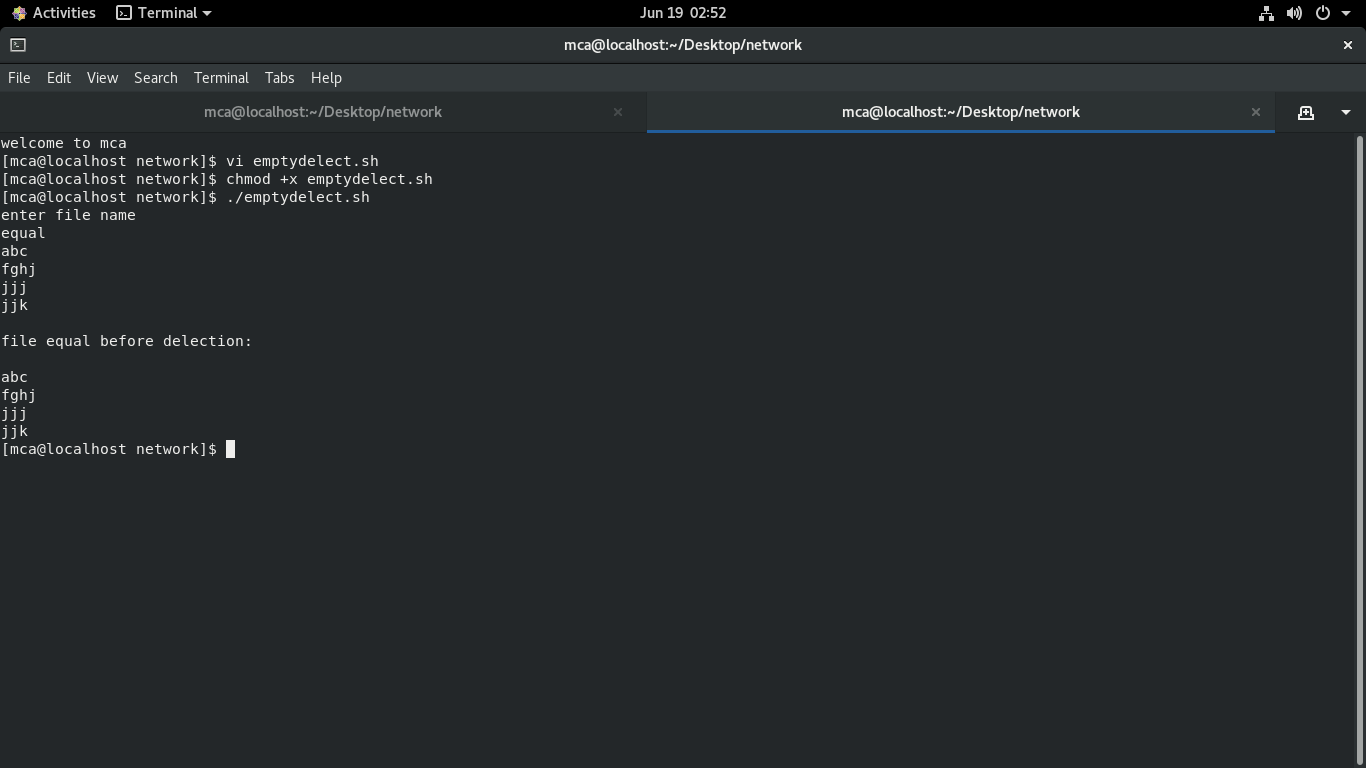 Activities Terminal Jun 19 02:52
mca@localhost:~/Desktop/network
File Edit View Search Terminal Tabs Help
mca@localhost:~/Desktop/network mca@localhost:~/Desktop/network
welcome to mca
[mca@localhost network]$ vi emptydelect.sh
[mca@localhost network]$ chmod +x emptydelect.sh
[mca@localhost network]$ ./emptydelect.sh
enter file name
equal
abc
fghj
jjj
jjk
file equal before delection:
abc
fghj
jjj
jjk
[mca@localhost network]$